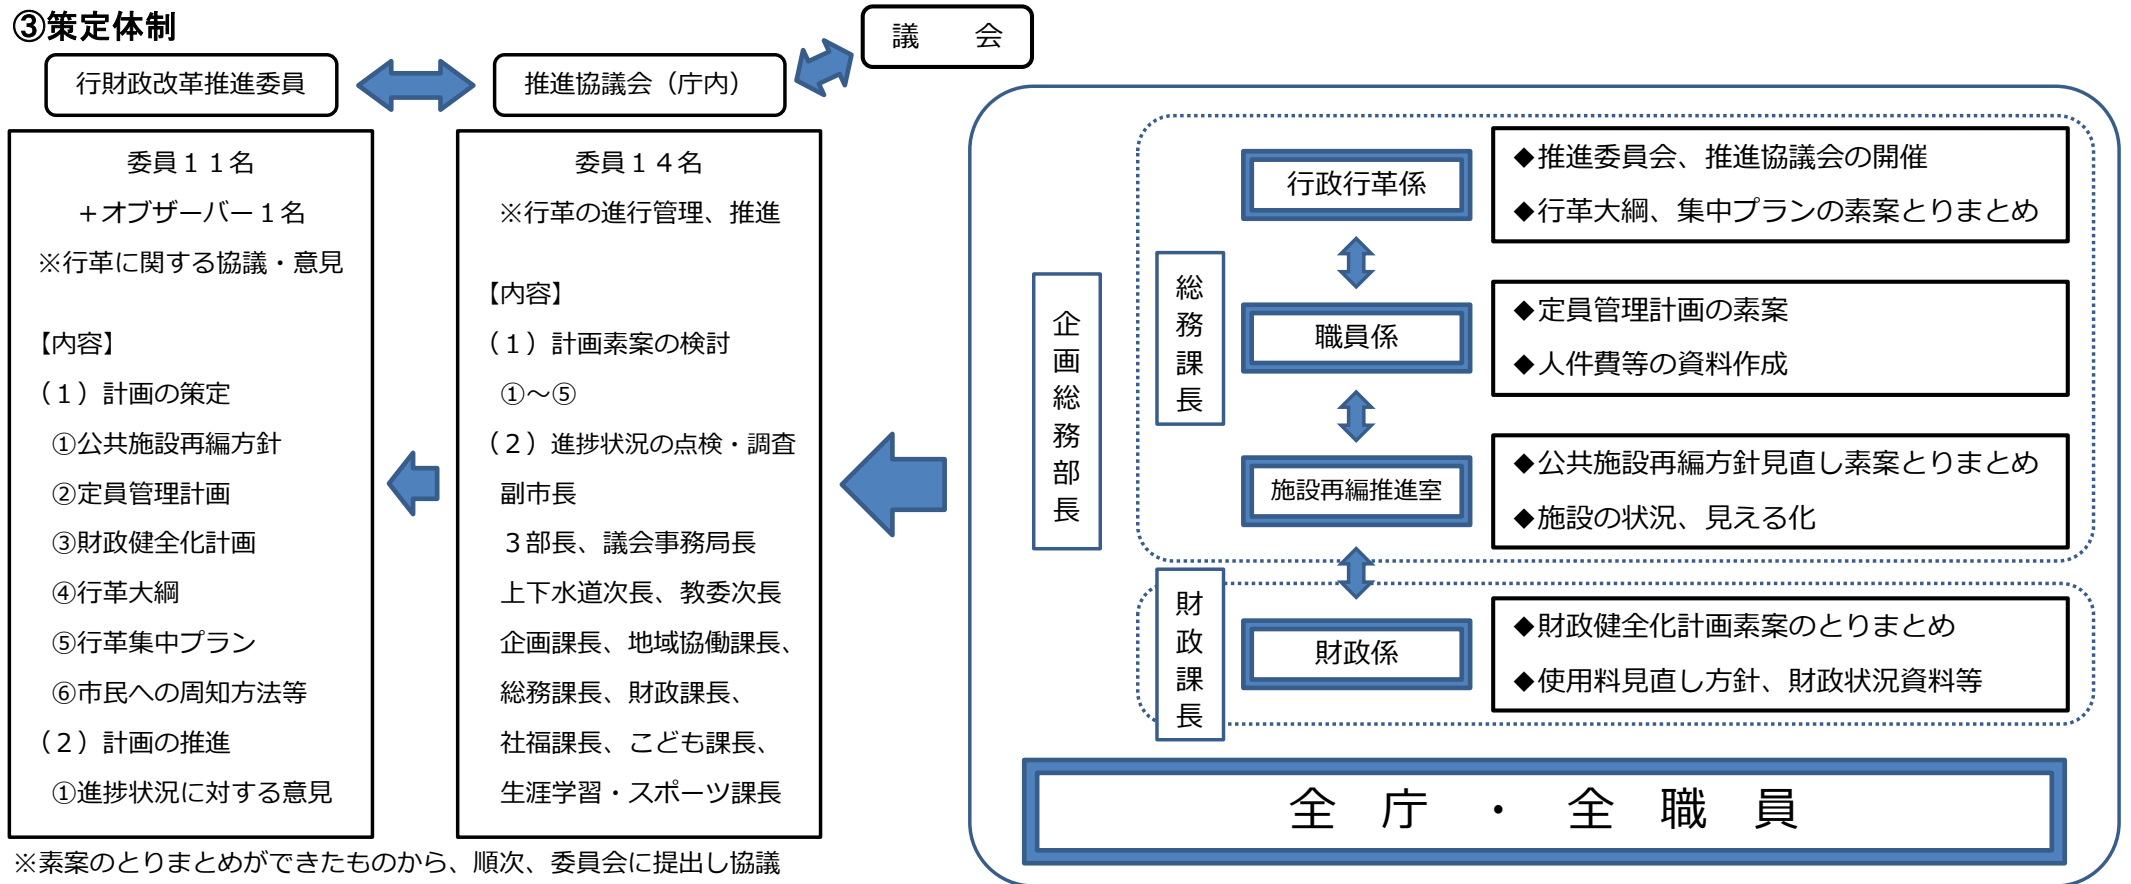 ③策定体制
議　会
行財政改革推進委員
推進協議会（庁内）
委員１１名
＋オブザーバー１名
※行革に関する協議・意見
【内容】
（１）計画の策定
①公共施設再編方針
②定員管理計画
③財政健全化計画
④行革大綱
⑤行革集中プラン
⑥市民への周知方法等
（２）計画の推進
①進捗状況に対する意見
委員１４名
※行革の進行管理、推進
【内容】
（１）計画素案の検討
①～⑤
（２）進捗状況の点検・調査
副市長
３部長、議会事務局長
上下水道次長、教委次長
企画課長、地域協働課長、
総務課長、財政課長、
社福課長、こども課長、
生涯学習・スポーツ課長
企画総務部長
総務課長
行政行革係
◆推進委員会、推進協議会の開催
◆行革大綱、集中プランの素案とりまとめ
職員係
◆定員管理計画の素案
◆人件費等の資料作成
施設再編推進室
◆公共施設再編方針見直し素案とりまとめ
◆施設の状況、見える化
財政課長
財政係
◆財政健全化計画素案のとりまとめ
◆使用料見直し方針、財政状況資料等
全　庁　・　全　職　員
※素案のとりまとめができたものから、順次、委員会に提出し協議